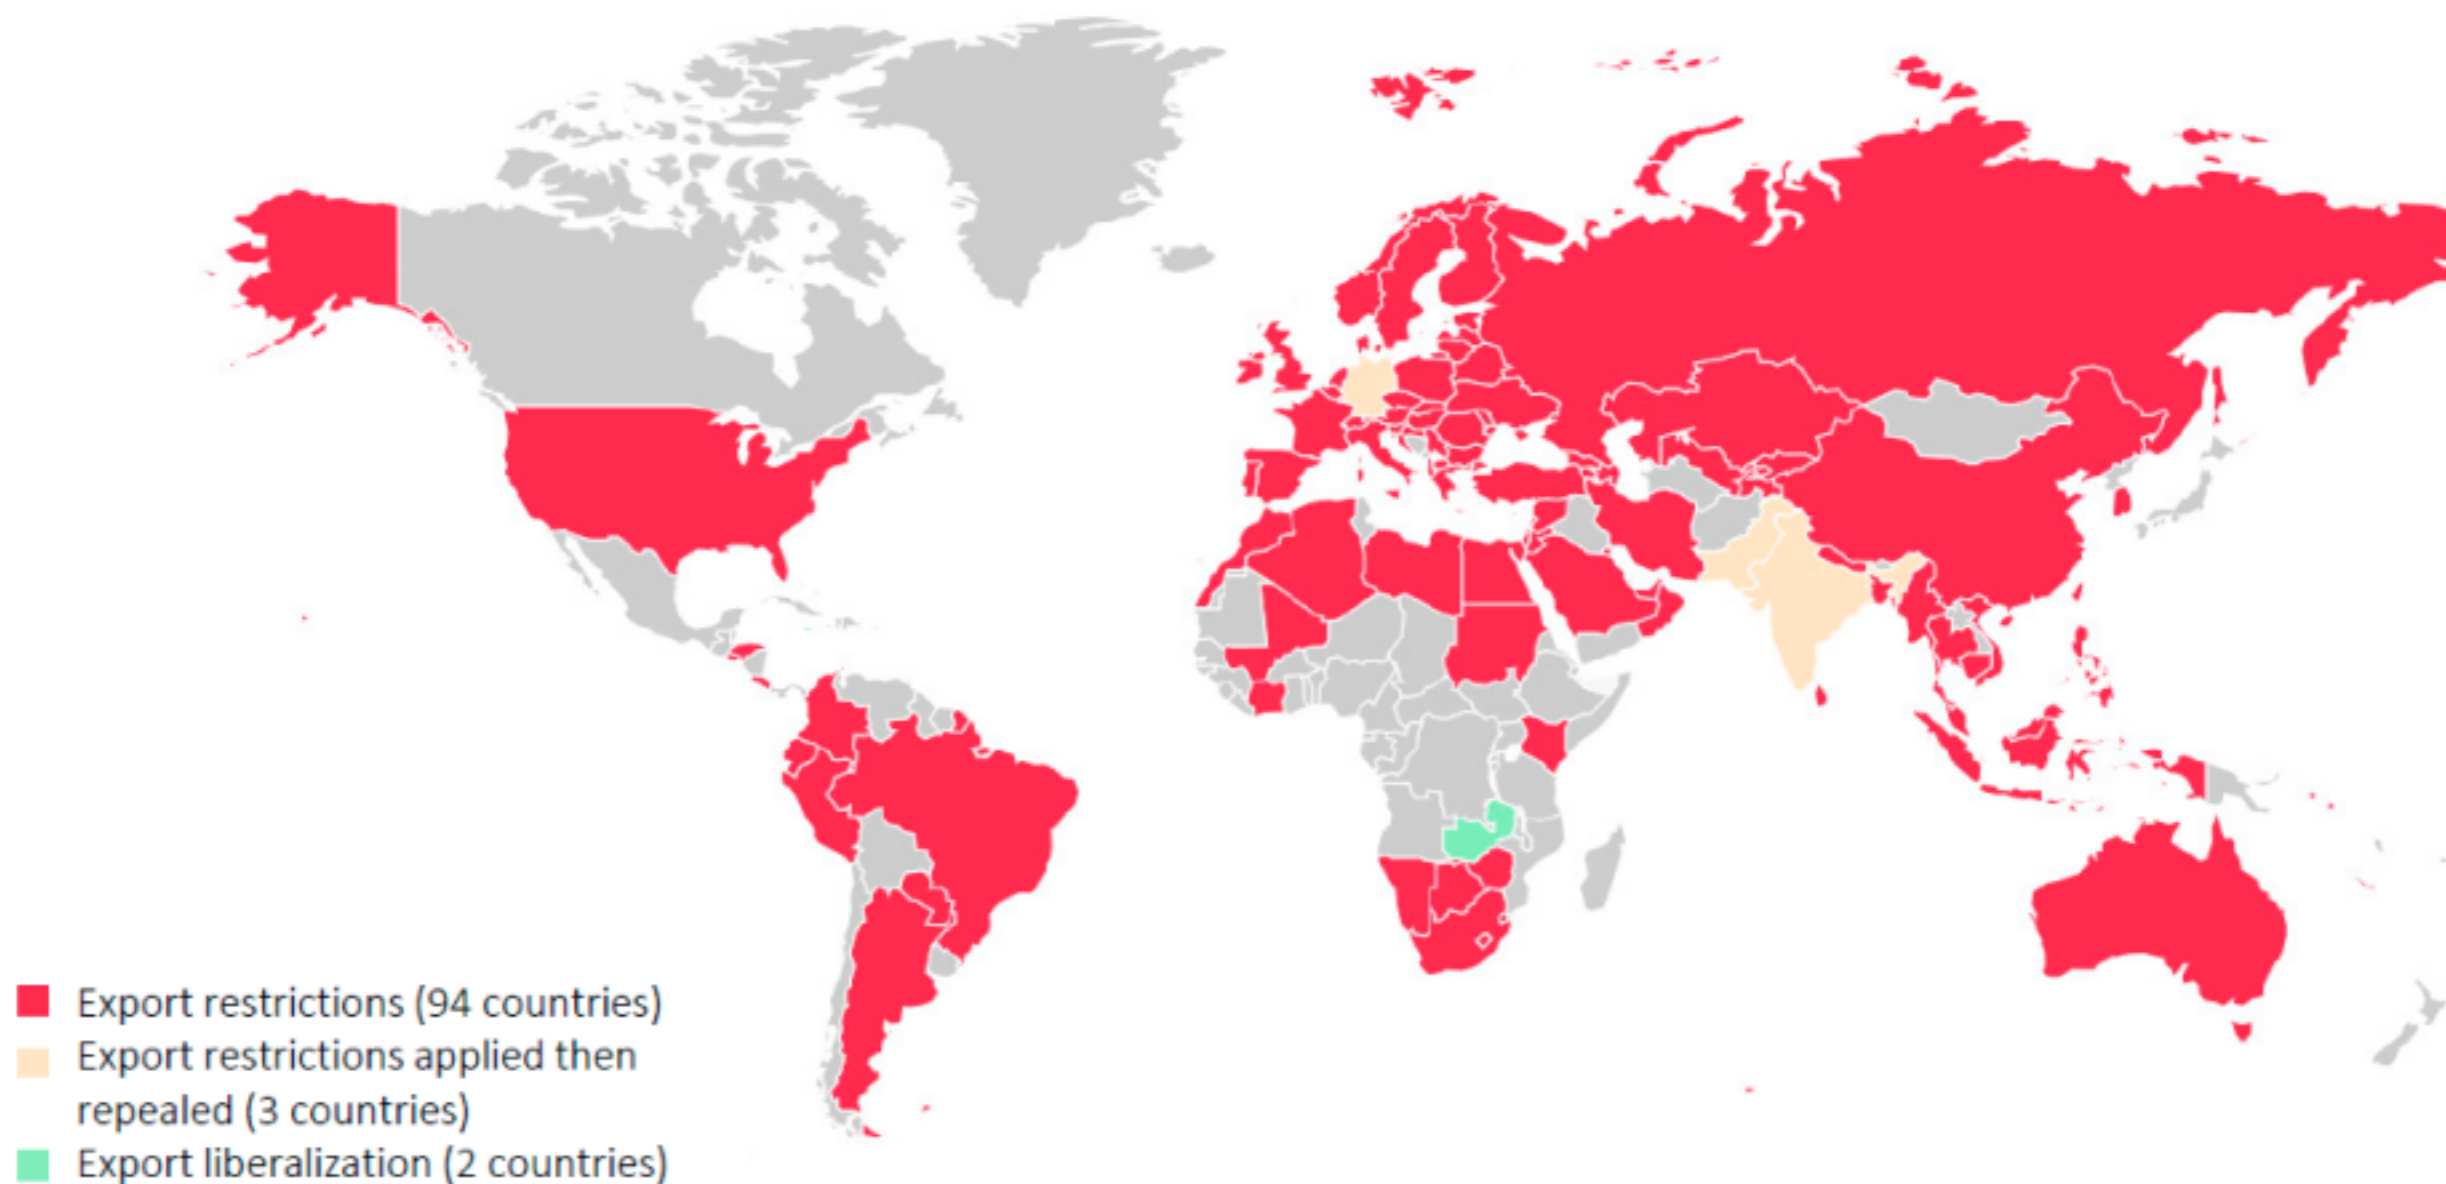 Export restrictions (94 countries)
Export restrictions applied then
repealed (3 countries)
Export liberalization (2 countries)